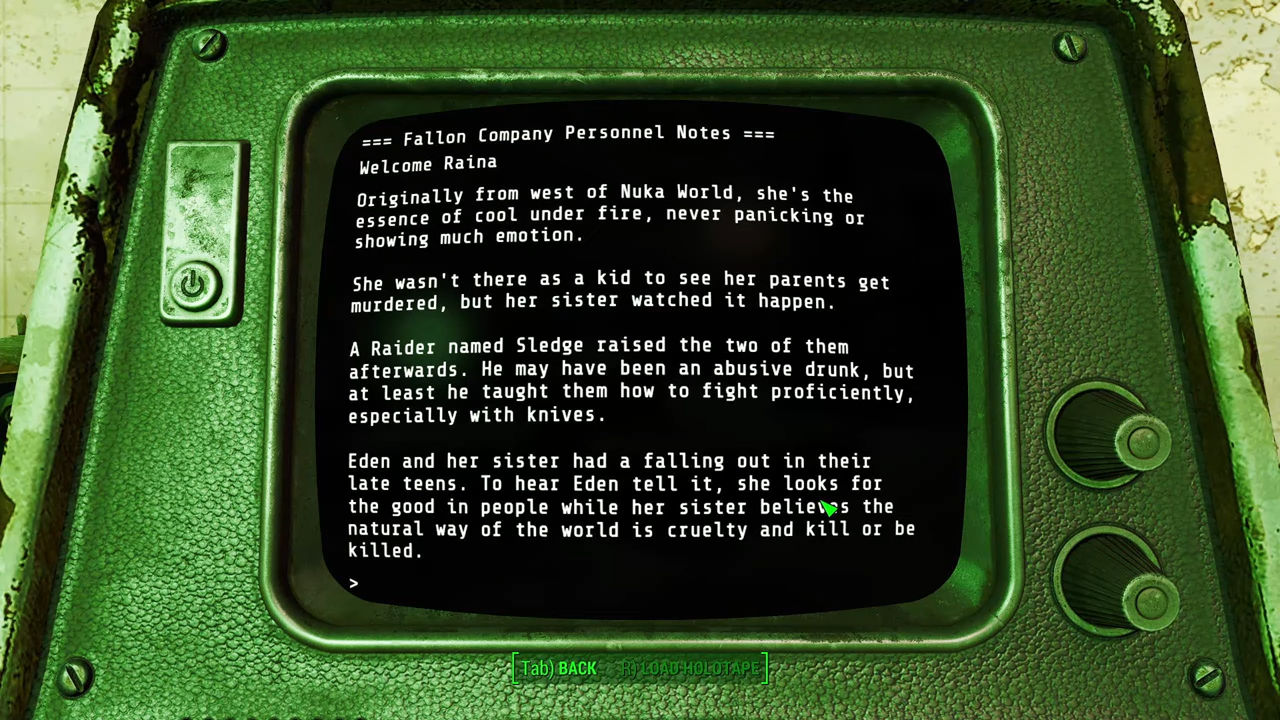 === Fallon Company Personnel Notes ===
Welcome Raina
Originally from west of Nuka World, she's the
essence of cool under fire, never panicking or
showing much emotion.
She wasn't there as a kid to see her parents get
murdered, but her sister watched it happen.
A Raider named Sledge raised the two of them
afterwards. He may have been an abusive drunk, but
at least he taught them how to fight proficiently,
especially with knives.
Eden and her sister had a falling out in their
late teens. To hear Eden tell it, she looks for
the good in people while her sister believes the
natural way of the world is cruelty and kill or be
killed.
>
Tab) BACK R) LOAD HOLOTAPE